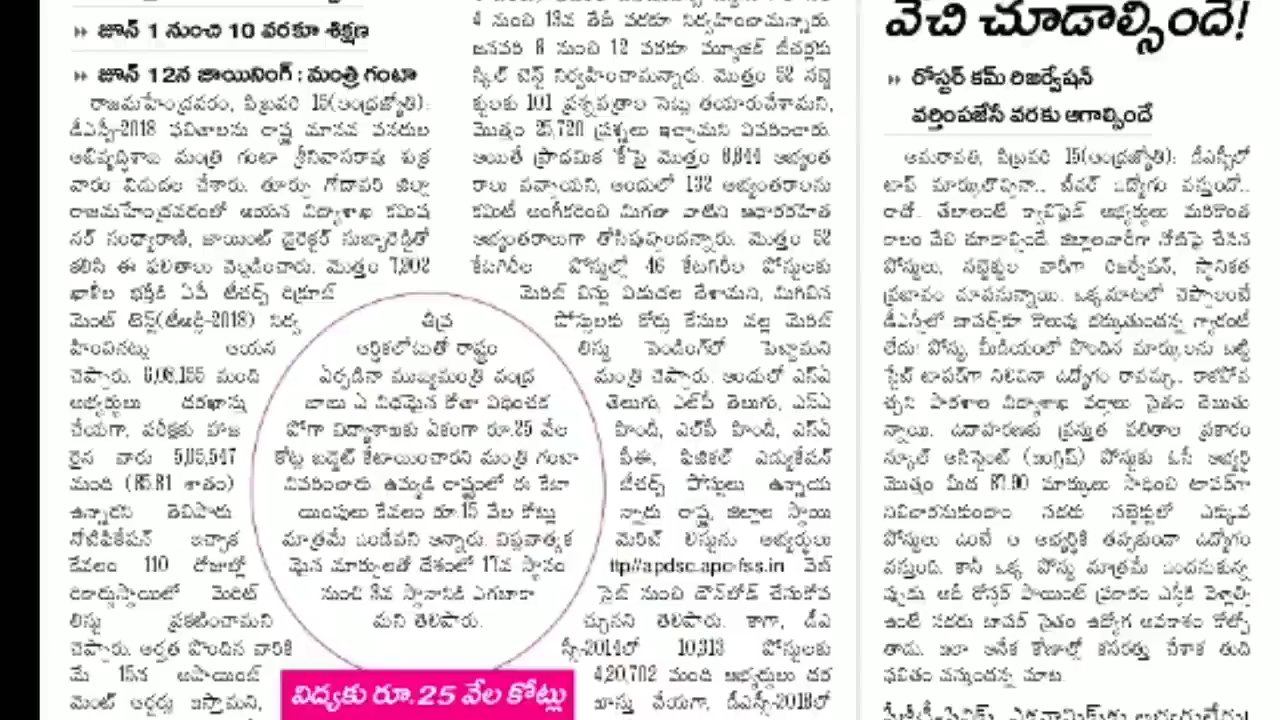 జూన్ 1 నుంచి 10 వరకూ శిక్షణ
జూన్ 12న జాయినింగ్ : మంత్రి గంటా
రాజమహేంద్రవరం, ఫిబ్రవరి 15(ఆంధ్రజ్యోతి):
డీఎస్సీ-2018 ఫలితాలను రాష్ట్ర మానవ వనరుల
అభివృద్ధిశాఖ మంత్రి గంటా శ్రీనివాసరావు శుక్ర
వారం విడుదల చేశారు. తూర్పు గోదావరి జిల్లా
రాజమహేంద్రవరంలో ఆయన విద్యాశాఖ కమిష
నర్ సంధ్యారాణి, జాయింట్ డైరెక్టర్ సుబ్బారెడ్డితో
కలిసి ఈ ఫలితాలు వెల్లడించారు. మొత్తం 7,902
ఖాళీల భర్తీకి ఏపీ టీచర్స్ రిక్రూట్
మెంట్ టెస్ట్(టీఆర్టీ-2018) నిర్వ
హించినట్లు ఆయన
చెప్పారు. 6,08,155 మంది
అభ్యర్థులు దరఖాస్తు
చేయగా, పరీక్షకు హాజ
రైన వారు 5,05,547
మంది (85.81 శాతం)
ఉన్నారని తెలిపారు
నోటిఫికేషన్ ఇచ్చాక
కేవలం 110 రోజుల్లో
రికార్డుస్థాయిలో మెరిట్
లిస్టు ప్రకటించామని
చెప్పారు. అర్హత పొందిన వారికి
మే 15న అపాయింట్
మెంట్ ఆర్డర్లు ఇస్తామని,
తీవ్ర
ఆర్థికలోటుతో రాష్ట్రం
ఏర్పడినా ముఖ్యమంత్రి చంద్ర
బాబు ఏ విధమైన కోతా విధించక
పోగా విద్యాశాఖకు ఏకంగా రూ.25 వేల
కోట్ల బడ్జెట్ కేటాయించారని మంత్రి గంటా
వివరించారు. ఉమ్మడి రాష్ట్రంలో ఈ కేటా
యింపులు కేవలం రూ.15 వేల కోట్లు
మాత్రమే ఉండేవని అన్నారు. విప్లవాత్మక
మైన మార్పులతో దేశంలో 17వ స్థానం
నుంచి 3వ స్థానానికి ఎగబాకా
మని తెలిపారు.
విద్యకు రూ.25 వేల కోట్లు
4 నుంచి 13వ తేదీ వరకూ నిర్వహించామన్నారు.
జనవరి 6 నుంచి 12 వరకూ మ్యూజిక్ టీచర్లకు
స్కిల్ టెస్ట్ నిర్వహించామన్నారు. మొత్తం 52 సబ్జె
క్టులకు 101 ప్రశ్నపత్రాల సెట్లు తయారుచేశామని,
మొత్తం 25,720 ప్రశ్నలు ఇచ్చామని వివరించారు.
అయితే ప్రాథమిక 'కీ'పై మొత్తం 6,944 అభ్యంత
రాలు వచ్చాయని, అందులో 132 అభ్యంతరాలను
కమిటీ అంగీకరించి మిగతా వాటిని ఆధారరహిత
అభ్యంతరాలుగా తోసిపుచ్చిందన్నారు. మొత్తం 52
కేటగిరీల పోస్టుల్లో 46 కేటగిరీల పోస్టులకు
మెరిట్ లిస్టు విడుదల చేశామని, మిగిలిన
పోస్టులకు కోర్టు కేసుల వల్ల మెరిట్
లిస్టు పెండింగ్‌లో పెట్టామని
మంత్రి చెప్పారు. ఇందులో ఎస్ఏ
తెలుగు, ఎల్‌పీ తెలుగు, ఎస్ఏ
హిందీ, ఎల్‌పీ హిందీ, ఎస్ఏ
పీఈ, ఫిజికల్ ఎడ్యుకేషన్
టీచర్స్ పోస్టులు ఉన్నాయ
న్నారు రాష్ట్ర, జిల్లాల స్థాయి
మెరిట్ లిస్టును అభ్యర్థులు
ttp//apdsc.apcfss.in వెబ్
సైట్ నుంచి డౌన్‌లోడ్ చేసుకోవ
చ్చునని తెలిపారు. కాగా, డీఎ
స్సీ-2014లో 10,313 పోస్టులకు
4,20,702 మంది అభ్యర్థులు దర
ఖాస్తు చేయగా, డీఎస్సీ-2018లో
వేచి చూడాల్సిందే!
రోస్టర్ కమ్ రిజర్వేషన్
వర్తింపజేసే వరకు ఆగాల్సిందే
అమరావతి, ఫిబ్రవరి 15(ఆంధ్రజ్యోతి): డీఎస్సీలో
టాప్ మార్కులొచ్చినా.. టీచర్ ఉద్యోగం వస్తుందో..
రాదో. తేలాలంటే క్వాలిఫైడ్ అభ్యర్థులు మరికొంత
కాలం వేచి చూడాల్సిందే. జిల్లాలవారీగా నోటిఫై చేసిన
పోస్టులు, సబ్జెక్టుల వారీగా రిజర్వేషన్, స్థానికత
ప్రభావం చూపనున్నాయి. ఒక్కమాటలో చెప్పాలంటే
డీఎస్సీలో టాపర్‌కూ కొలువు దక్కుతుందన్న గ్యారంటీ
లేదు! పోస్టు, మీడియంలో పొందిన మార్కులను బట్టి
స్టేట్ టాపర్‌గా నిలిచినా ఉద్యోగం రావచ్చు.. రాకపోవ
చ్చని పాఠశాల విద్యాశాఖ వర్గాలు సైతం చెబుతు
న్నాయి. ఉదాహరణకు ప్రస్తుత ఫలితాల ప్రకారం
స్కూల్ అసిస్టెంట్ (ఇంగ్లిష్) పోస్టుకు ఓసీ అభ్యర్థి
మొత్తం మీద 87.90 మార్కులు సాధించి టాపర్‌గా
నిలిచారనుకుందాం సదరు సబ్జెక్టులో ఎక్కువ
పోస్టులు ఉంటే ఆ అభ్యర్థికి తప్పకుండా ఉద్యోగం
వస్తుంది. కానీ ఒక్క పోస్టు మాత్రమే ఉందనుకున్న
ప్పుడు, అదీ రోస్టర్ పాయింట్ ప్రకారం ఎస్సీకి వెళ్లాల్సి
ఉంటే సదరు టాపర్ సైతం ఉద్యోగ అవకాశం కోల్పో
తాడు. ఇలా అనేక కోణాల్లో కసరత్తు చేశాక తుది
ఫలితం వస్తుందన్న మాట.